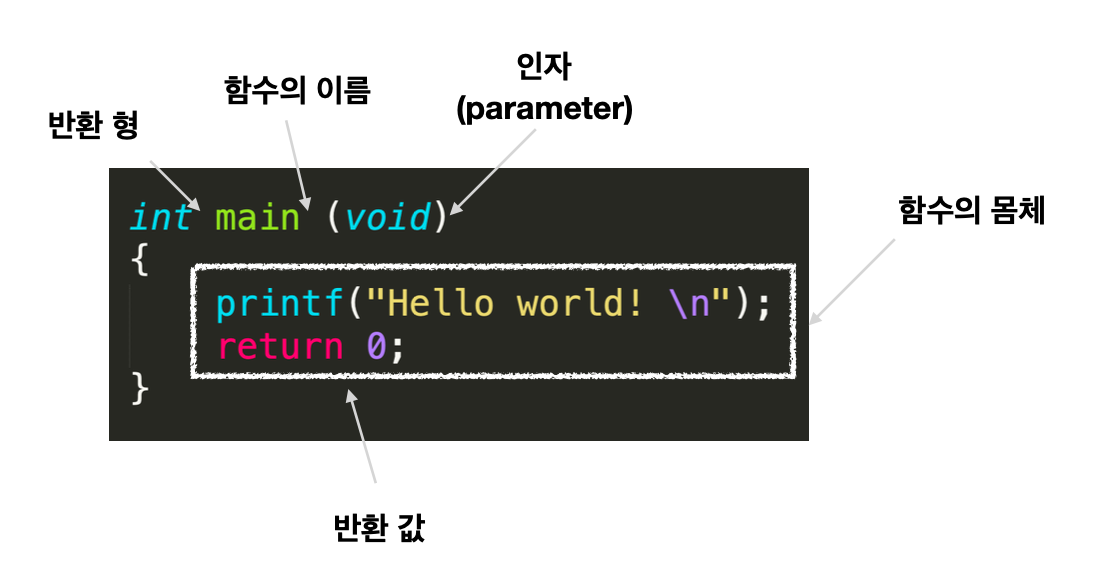 인자
(parameter)
함수의 이름
반환 형
함수의 몸체
int main (void)
{
printf("Hello world! \n");
return 0;
}
반환 값